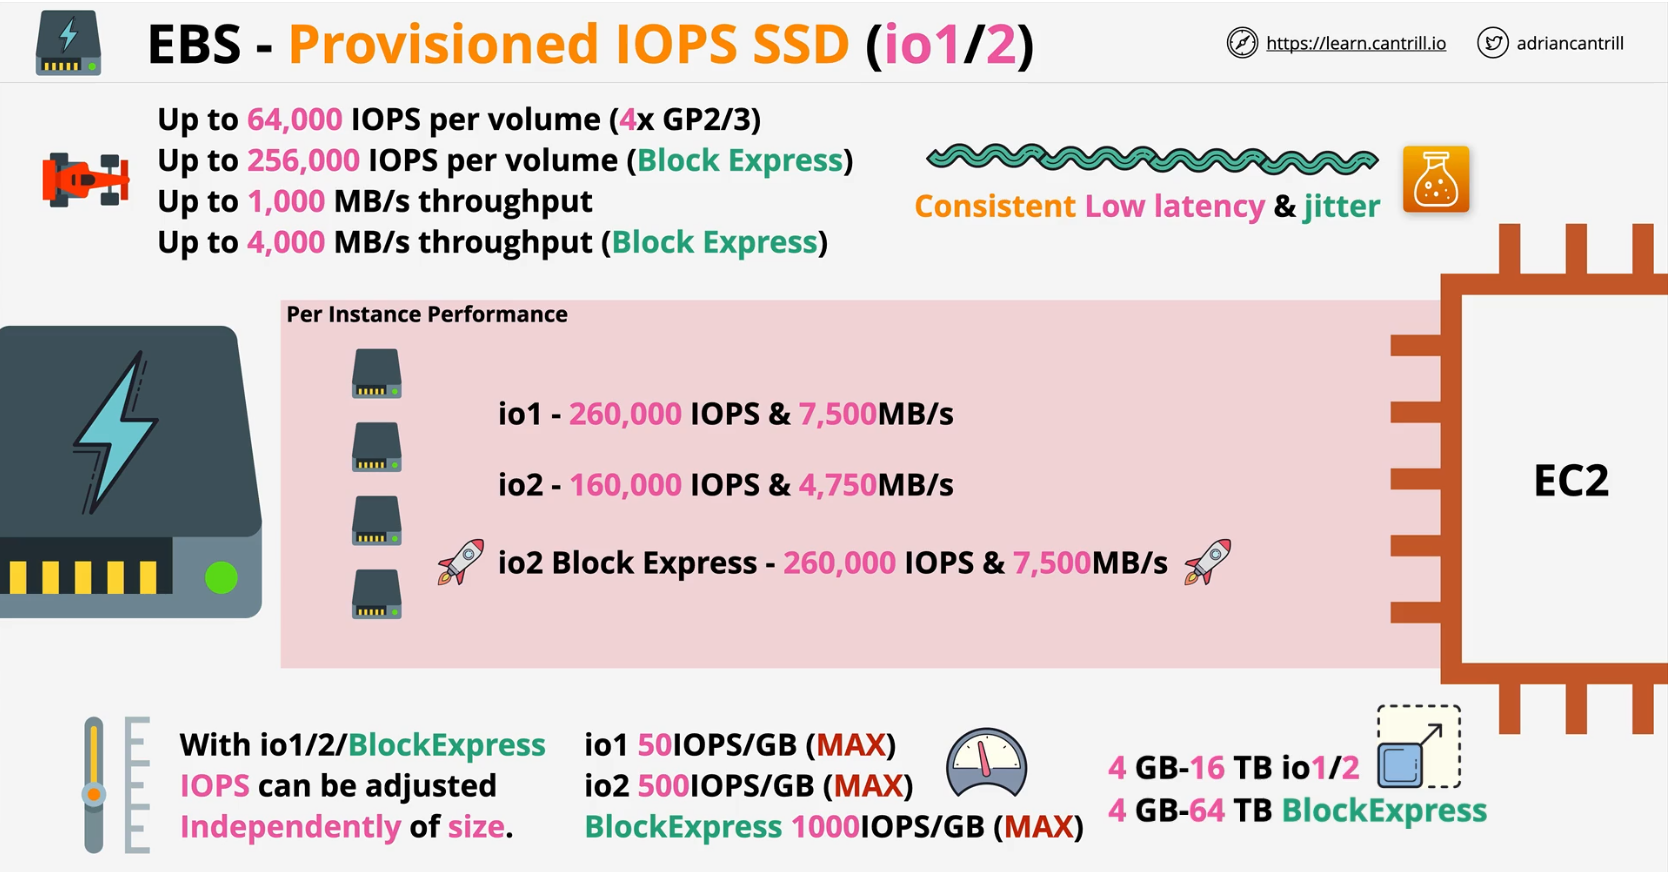 EBS - Provisioned IOPS SSD (io1/2)
https://learn.cantrill.io
adriancantrill
Up to 64,000 IOPS per volume (4x GP2/3)
Up to 256,000 IOPS per volume (Block Express)
Up to 1,000 MB/s throughput
Up to 4,000 MB/s throughput (Block Express)
Consistent Low latency & jitter
Per Instance Performance
io1 - 260,000 IOPS & 7,500MB/s
io2 - 160,000 IOPS & 4,750MB/s
io2 Block Express - 260,000 IOPS & 7,500MB/s
EC2
With io1/2/BlockExpress
IOPS can be adjusted
Independently of size.
io1 50IOPS/GB (MAX)
io2 500IOPS/GB (MAX)
BlockExpress 1000IOPS/GB (MAX)
4 GB-16 TB io1/2
4 GB-64 TB BlockExpress